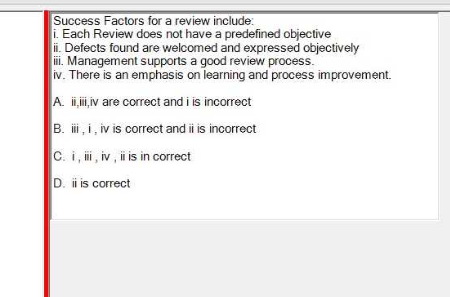 Success Factors for a review include:
i. Each Review does not have a predefined objective
ii. Defects found are welcomed and expressed objectively
iii. Management supports a good review process.
iv. There is an emphasis on learning and process improvement.
A. ii,iii,iv are correct and i is incorrect
B. iii , i , iv is correct and ii is incorrect
C. i , iii , iv , ii is in correct
D. ii is correct